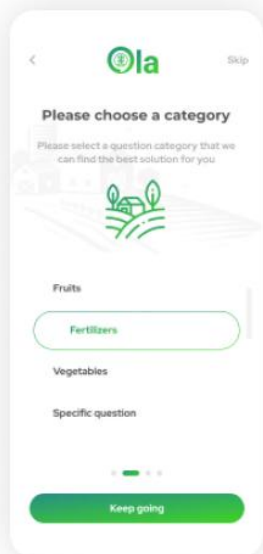 Ola
Skip
Please choose a category
Please select a question category that we
can find the best solution for you
Fruits
Fertilizers
Vegetables
Specific question
Keep going